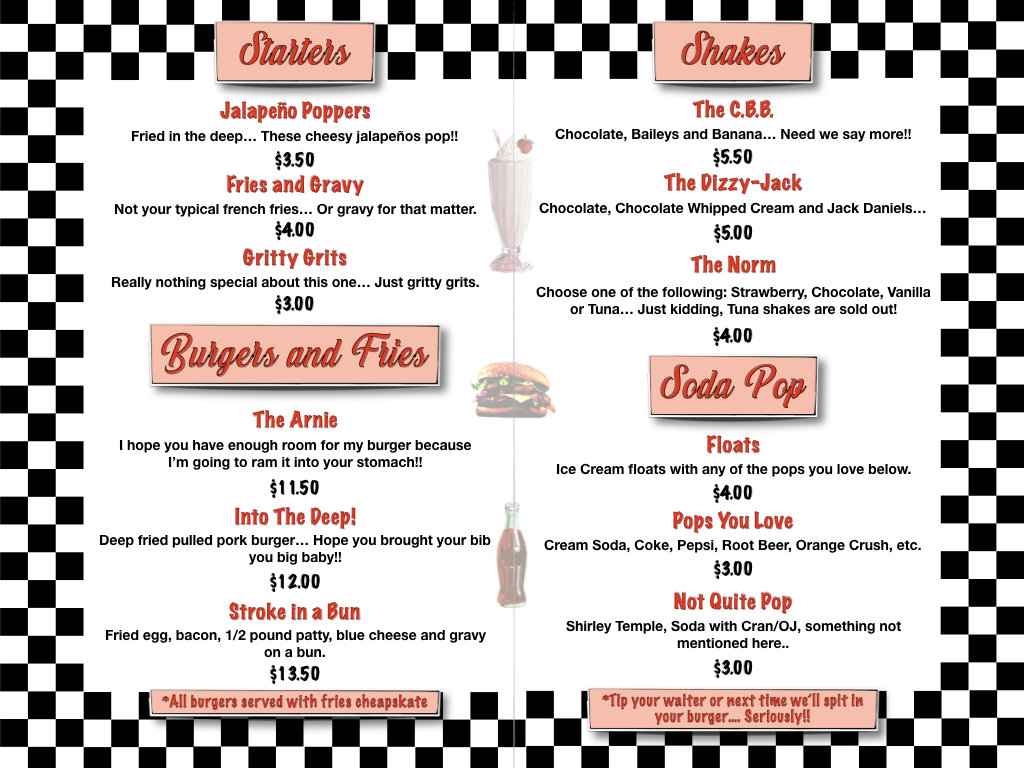 Starters
Jalapeño Poppers
Fried in the deep... These cheesy jalapeños pop!!
$3.50
Fries and Gravy
Not your typical french fries... Or gravy for that matter.
$4.00
Gritty Grits
Really nothing special about this one... Just gritty grits.
$3.00
Burgers and Fries
The Arnie
I hope you have enough room for my burger because
I'm going to ram it into your stomach!!
$11.50
Into The Deep!
Deep fried pulled pork burger... Hope you brought your bib
you big baby!!
$12.00
Stroke in a Bun
Fried egg, bacon, 1/2 pound patty, blue cheese and gravy
on a bun.
$13.50
*All burgers served with fries cheapskate
Shakes
The C.B.B.
Chocolate, Baileys and Banana... Need we say more!!
$5.50
The Dizzy-Jack
Chocolate, Chocolate Whipped Cream and Jack Daniels...
$5.00
The Norm
Choose one of the following: Strawberry, Chocolate, Vanilla
or Tuna... Just kidding, Tuna shakes are sold out!
$4.00
Soda Pop
Floats
Ice Cream floats with any of the pops you love below.
$4.00
Pops You Love
Cream Soda, Coke, Pepsi, Root Beer, Orange Crush, etc.
$3.00
Not Quite Pop
Shirley Temple, Soda with Cran/OJ, something not
mentioned here..
$3.00
*Tip your waiter or next time we'll spit in
your burger.... Seriously!!